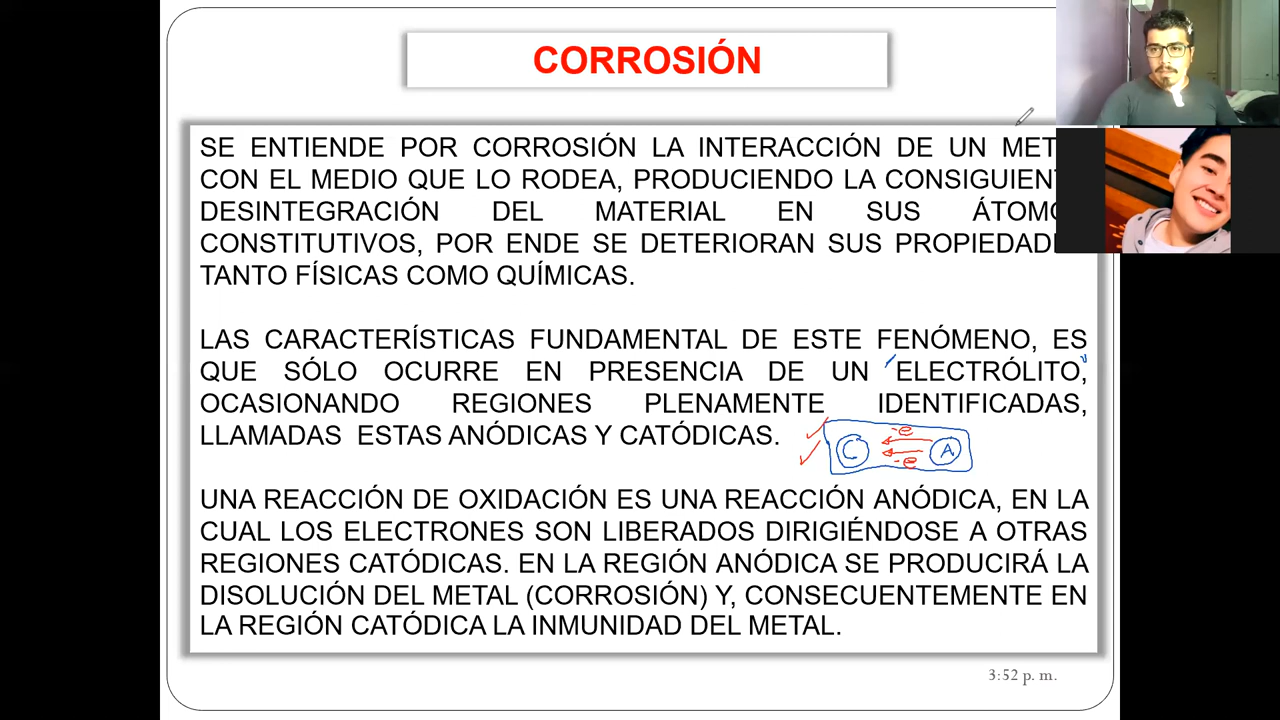 CORROSIÓN
SE ENTIENDE POR CORROSIÓN LA INTERACCIÓN DE UN MET
CON EL MEDIO QUE LO RODEA, PRODUCIENDO LA CONSIGUIENT
DESINTEGRACIÓN DEL MATERIAL EN SUS ÁTOMO
CONSTITUTIVOS, POR ENDE SE DETERIORAN SUS PROPIEDADE
TANTO FÍSICAS COMO QUÍMICAS.
LAS CARACTERÍSTICAS FUNDAMENTAL DE ESTE FENÓMENO, ES
QUE SÓLO OCURRE EN PRESENCIA DE UN ELECTRÓLITO,
OCASIONANDO REGIONES PLENAMENTE IDENTIFICADAS,
LLAMADAS ESTAS ANÓDICAS Y CATÓDICAS.
-e
C A
-e
UNA REACCIÓN DE OXIDACIÓN ES UNA REACCIÓN ANÓDICA, EN LA
CUAL LOS ELECTRONES SON LIBERADOS DIRIGIÉNDOSE A OTRAS
REGIONES CATÓDICAS. EN LA REGIÓN ANÓDICA SE PRODUCIRÁ LA
DISOLUCIÓN DEL METAL (CORROSIÓN) Y, CONSECUENTEMENTE EN
LA REGIÓN CATÓDICA LA INMUNIDAD DEL METAL.
3:52 p. m.